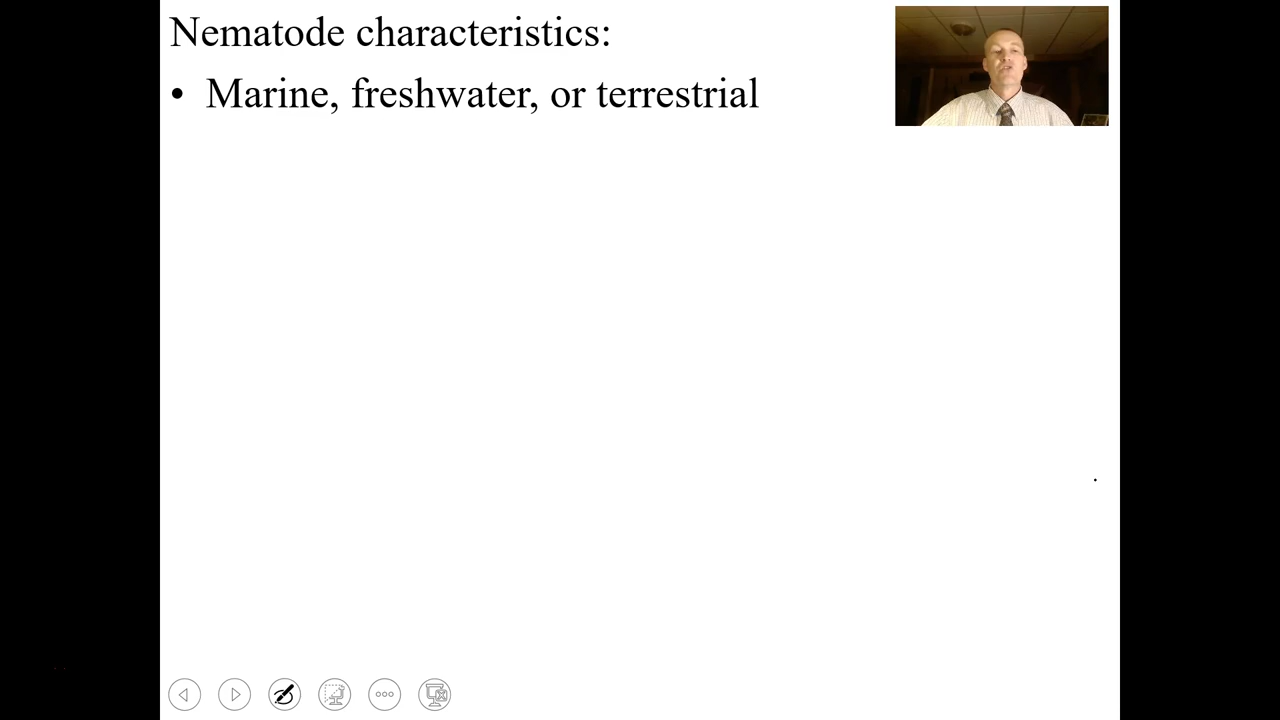 Nematode characteristics:
• Marine, freshwater, or terrestrial